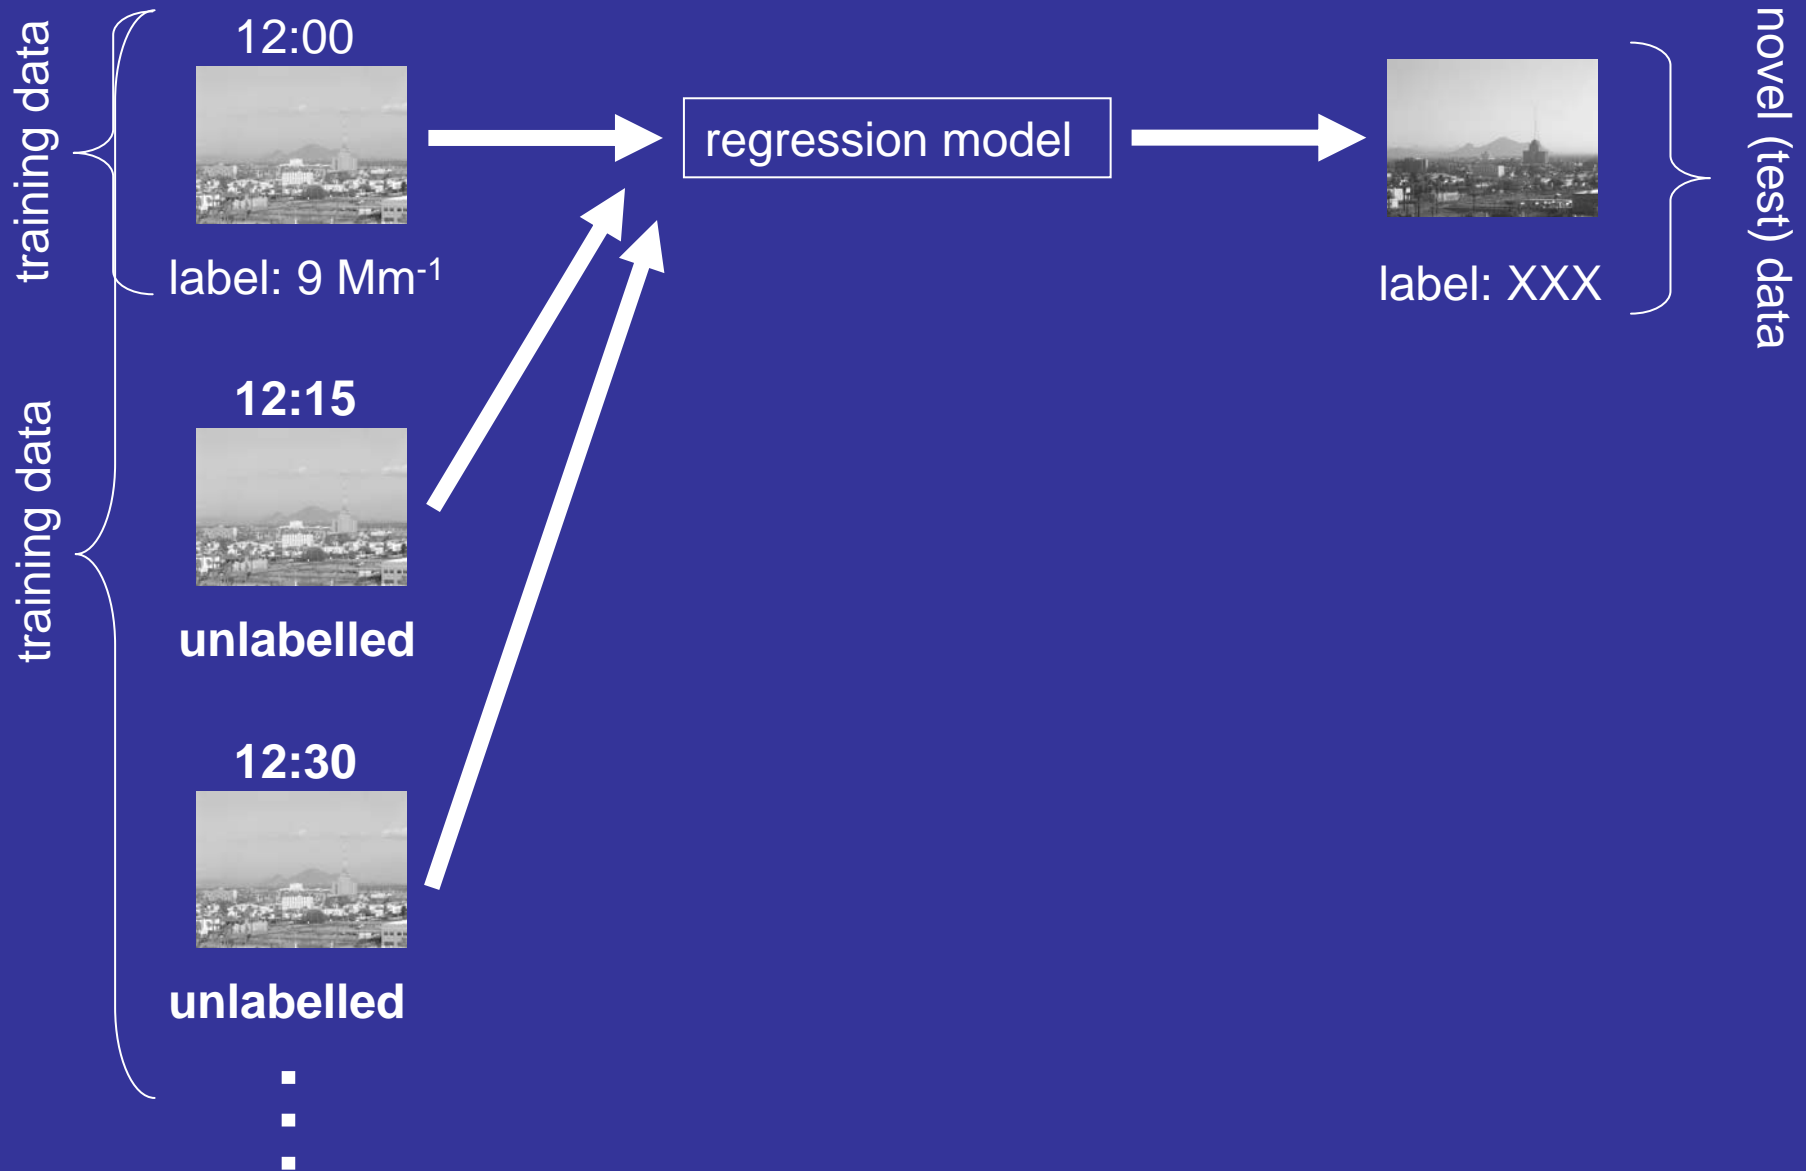 training data
12:00
label: 9 Mm⁻¹
regression model
label: XXX
novel (test) data
training data
12:15
unlabelled
12:30
unlabelled